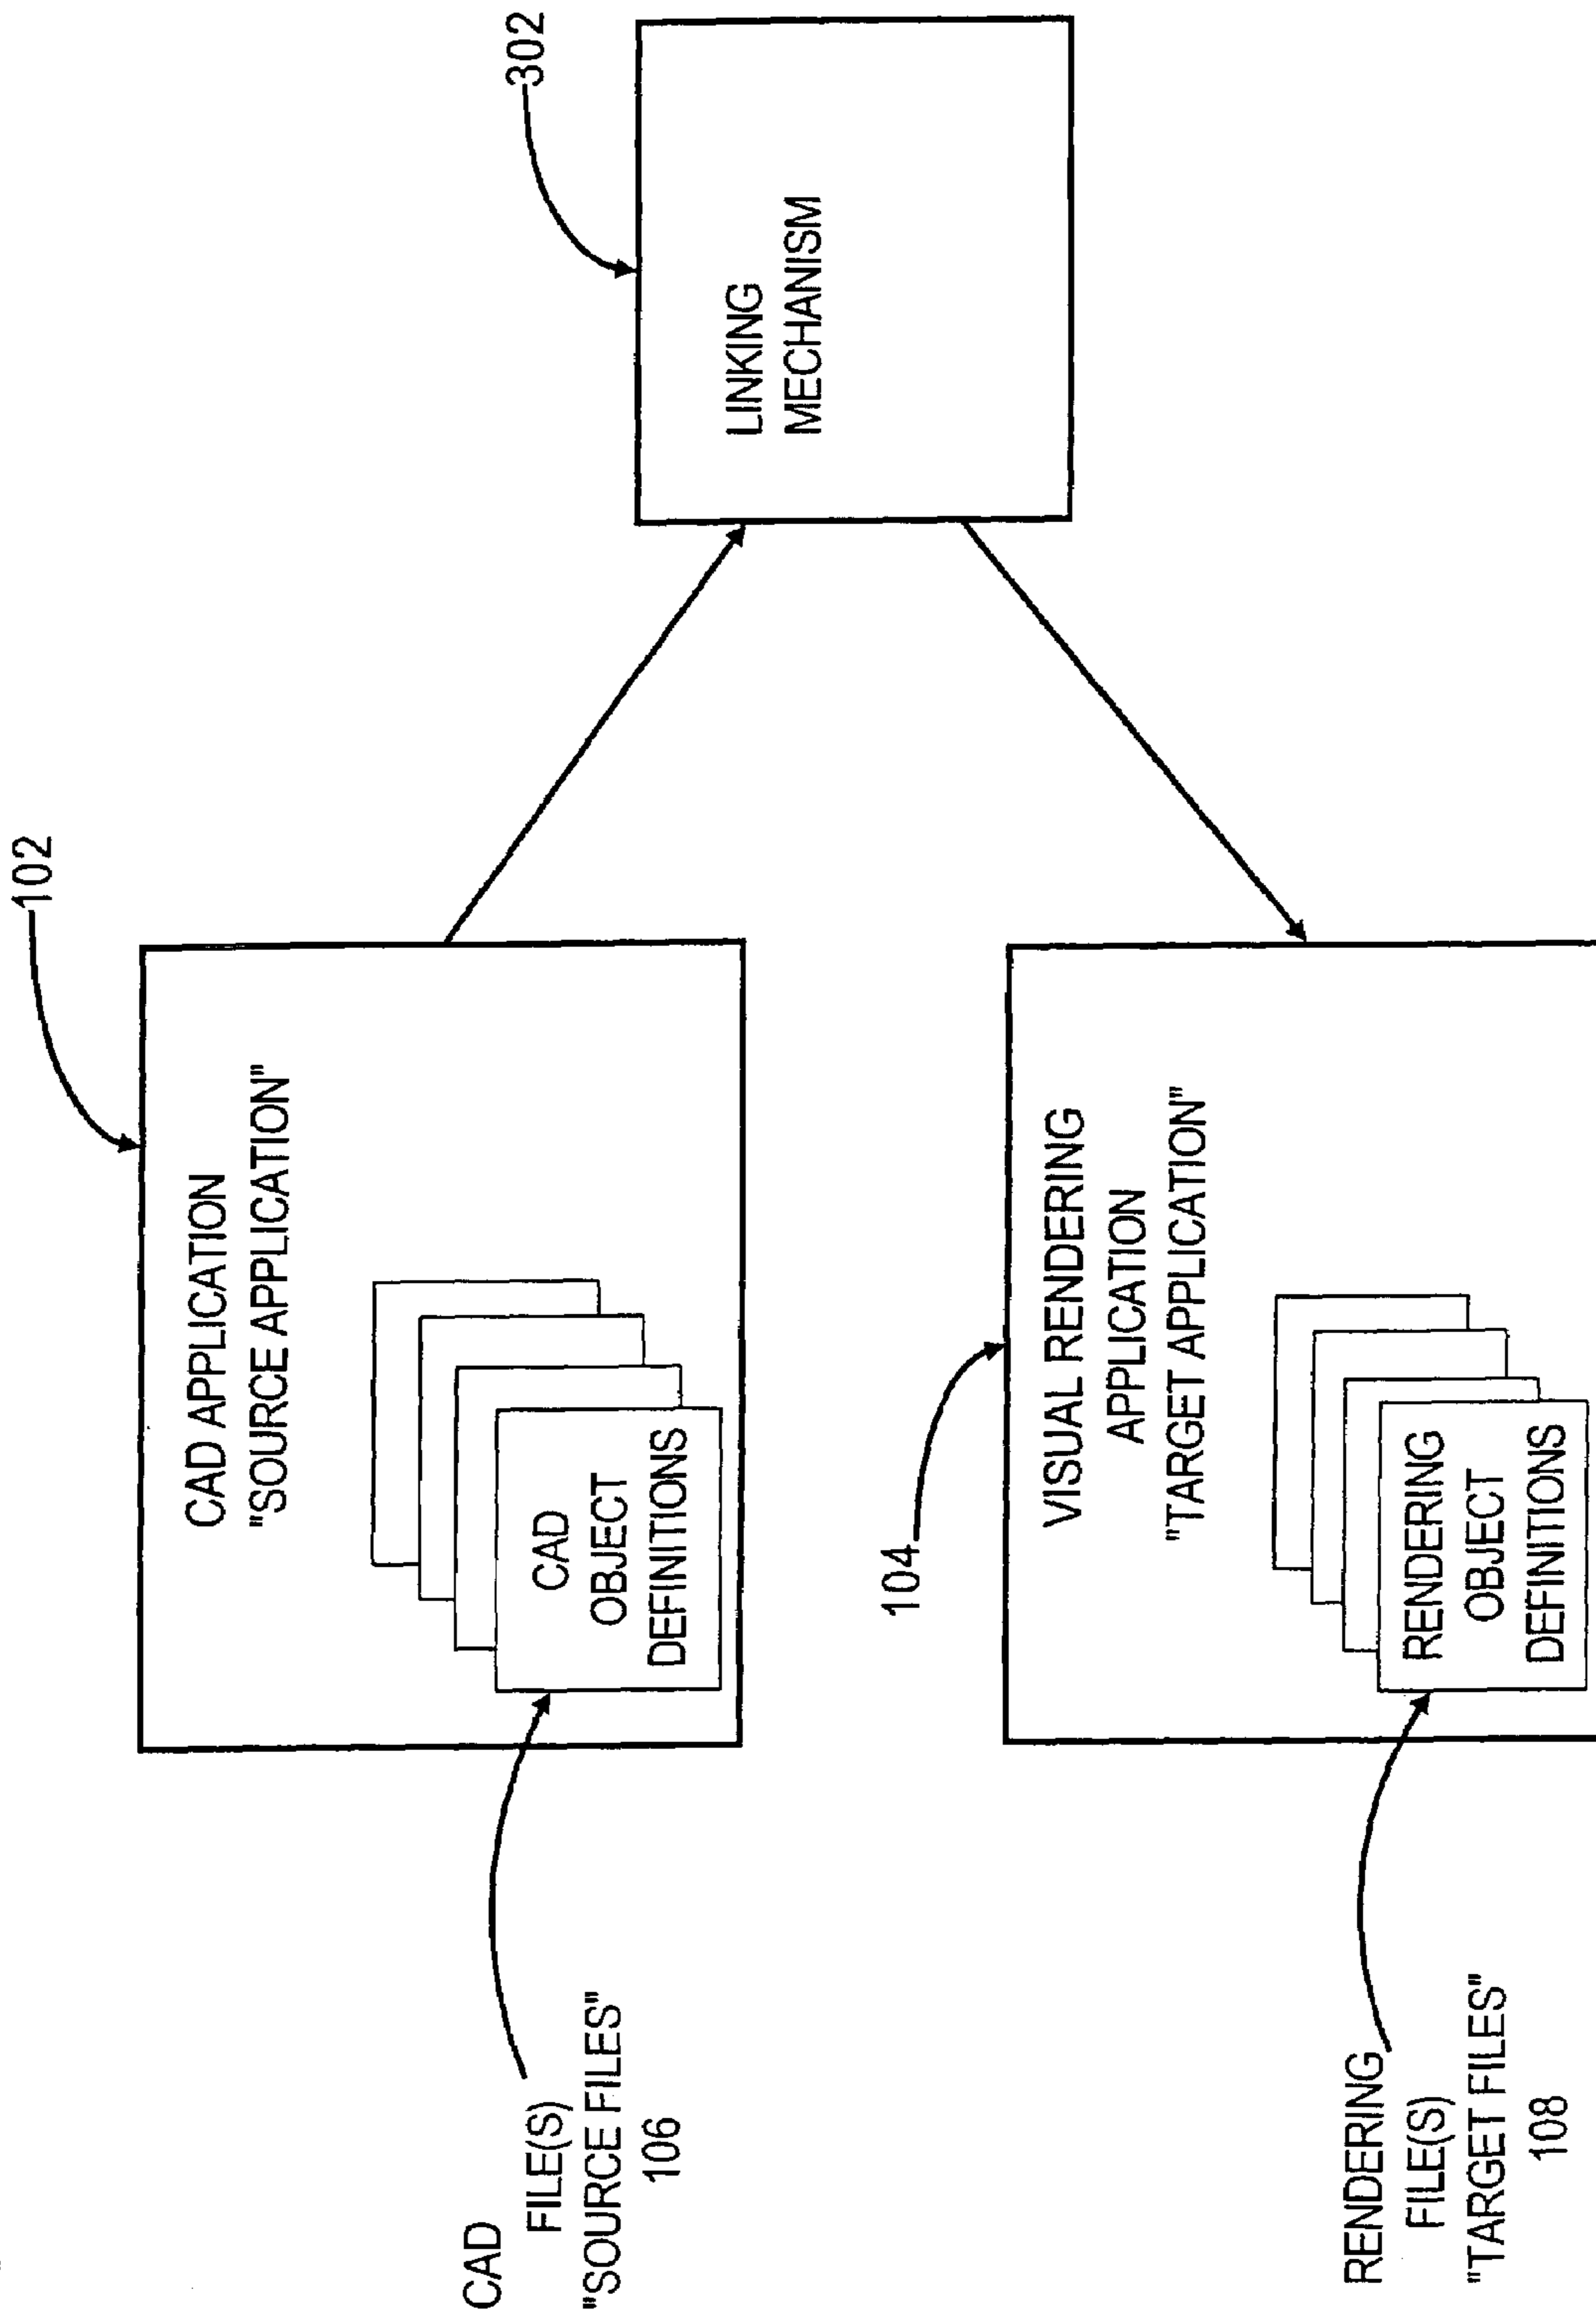 102
CAD APPLICATION
"SOURCE APPLICATION"
CAD
OBJECT
DEFINITIONS
CAD
FILE(S)
"SOURCE FILES"
106
302
LINKING
MECHANISM
104
VISUAL RENDERING
APPLICATION
"TARGET APPLICATION"
RENDERING
OBJECT
DEFINITIONS
RENDERING
FILE(S)
"TARGET FILES"
108